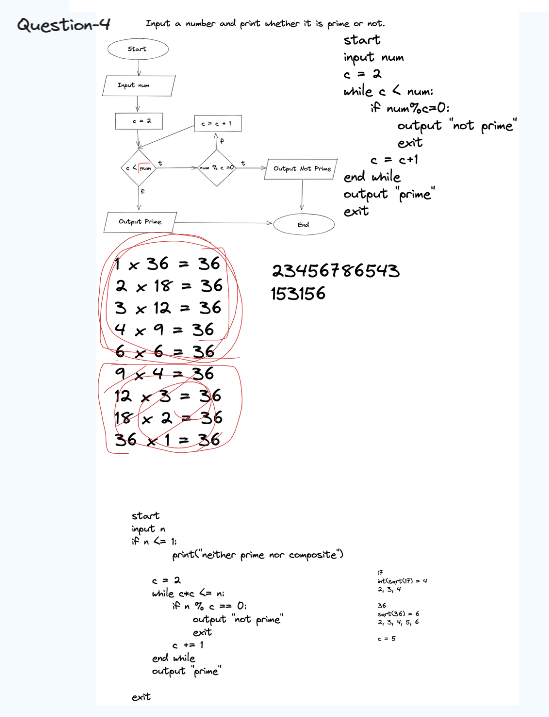 Question-4
Input a number and print whether it is prime or not.
Start
Input num
c = 2
c = c + 1
F
c < num
t
num % c =0
t
Output Not Prime
F
Output Prime
End
start
input num
c = 2
while c < num:
if num%c=0:
output "not prime"
exit
c = c+1
end while
output "prime"
exit
1 x 36 = 36
2 x 18 = 36
3 x 12 = 36
4 x 9 = 36
6 x 6 = 36
9 x 4 = 36
12 x 3 = 36
18 x 2 = 36
36 x 1 = 36
23456786543
153156
start
input n
if n <= 1:
print("neither prime nor composite")
c = 2
while c*c <= n:
if n % c == 0:
output "not prime"
exit
c += 1
end while
output "prime"
exit
17
int(sqrt(17) = 4
2, 3, 4
36
sqrt(36) = 6
2, 3, 4, 5, 6
c = 5